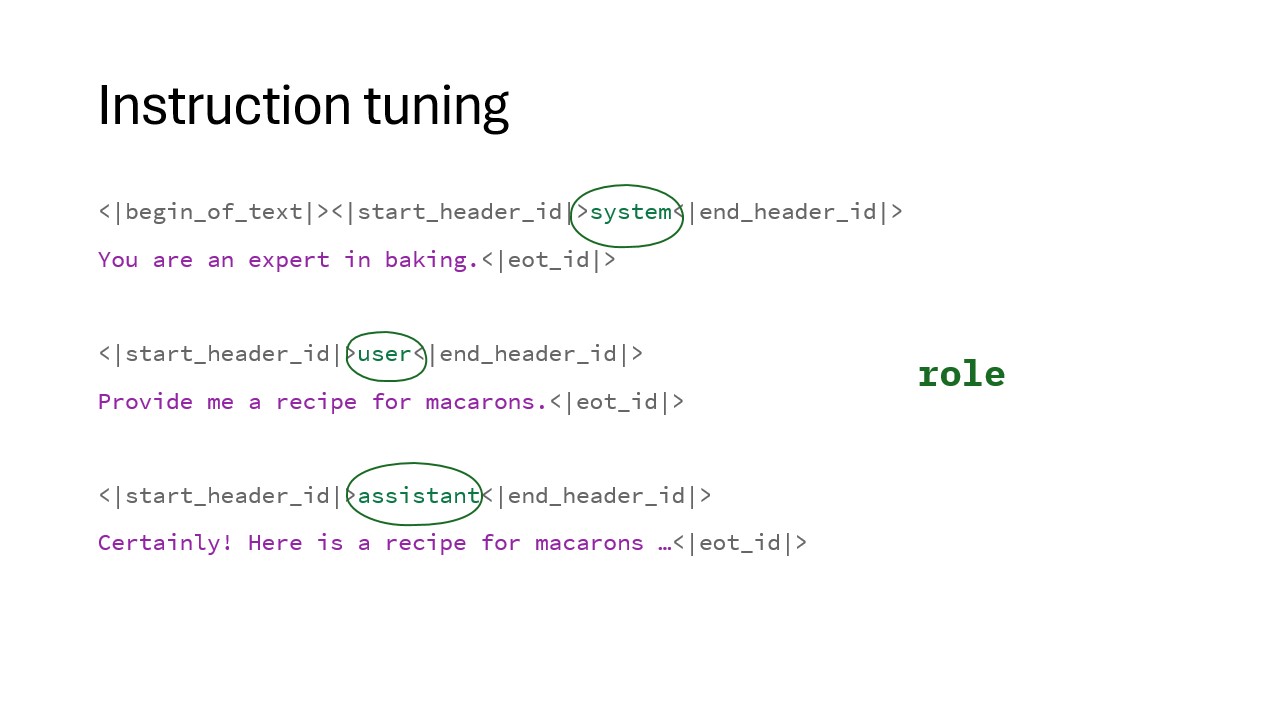 Instruction tuning
<|begin_of_text|><|start_header_id|>system<|end_header_id|>
You are an expert in baking.<|eot_id|>
<|start_header_id|>user<|end_header_id|>
role
Provide me a recipe for macarons.<|eot_id|>
<|start_header_id|>assistant<|end_header_id|>
Certainly! Here is a recipe for macarons …<|eot_id|>